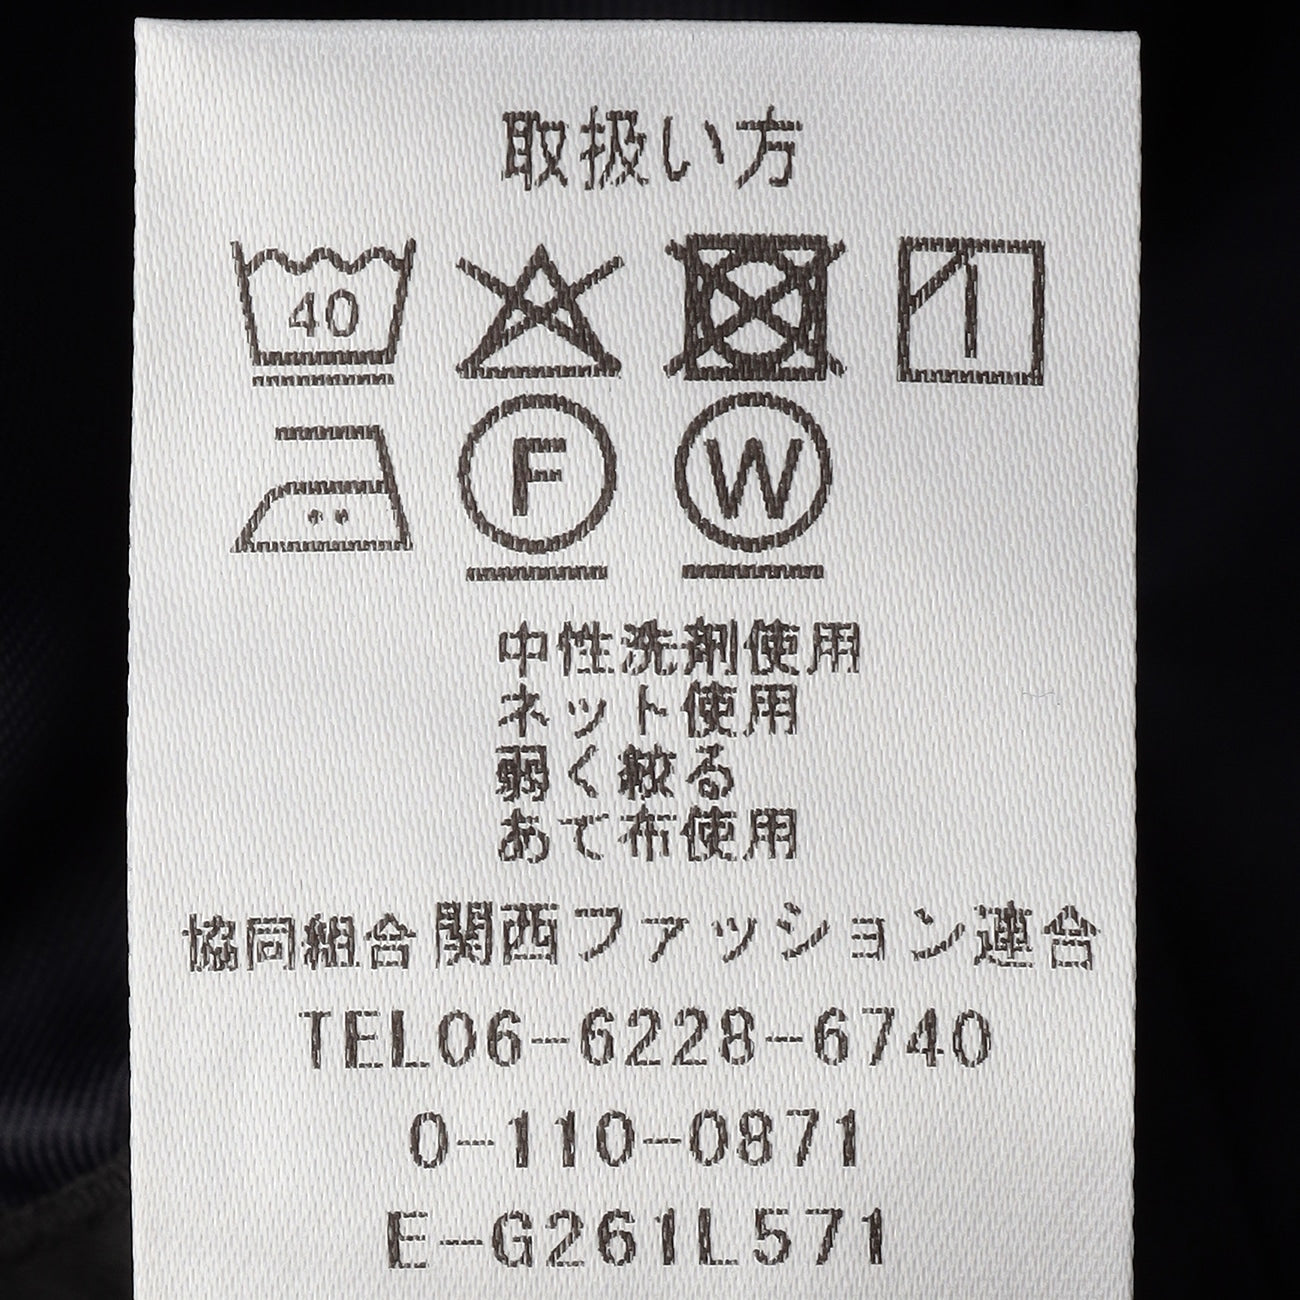 取扱い方
40
F W
中性洗剤使用
ネット使用
弱く絞る
あて布使用
協同組合 関西ファッション連合
TEL06-6228-6740
0-110-0871
E-G261L571